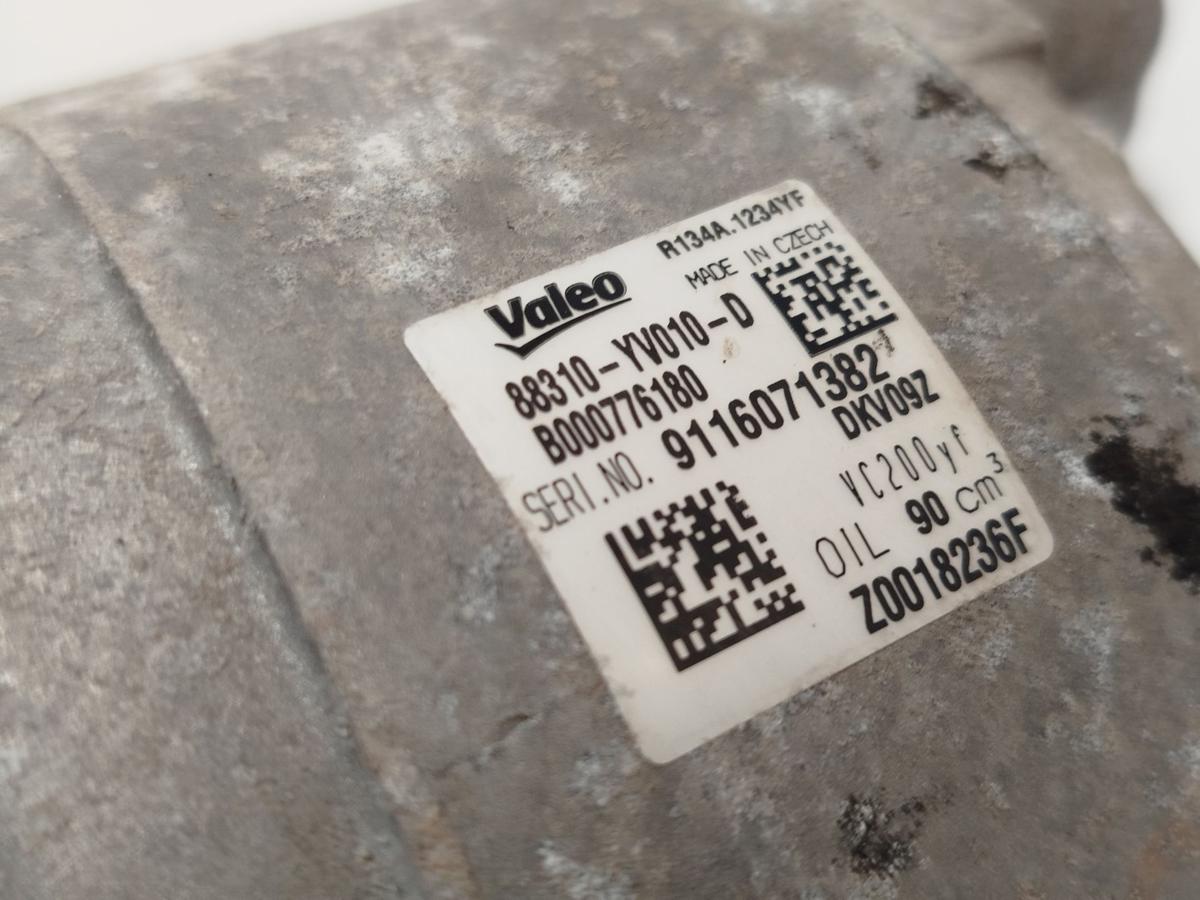 Valeo
R134A.1234YF
MADE IN CZECH
88310-YV010-D
B000776180
SERI.NO. 9116071382
DKV09Z
VC200yf
OIL 90 cm³
Z0018236F